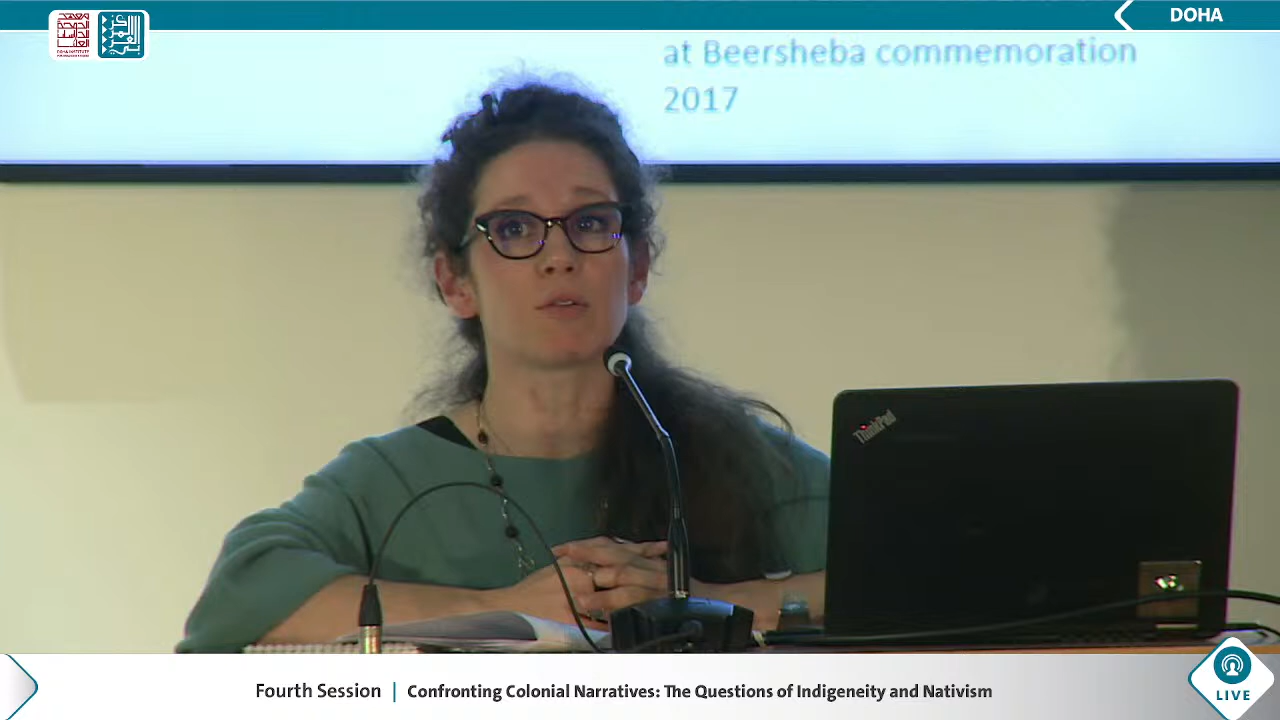 DOHA
at Beersheba commemoration
2017
ThinkPad
Fourth Session | Confronting Colonial Narratives: The Questions of Indigeneity and Nativism
LIVE